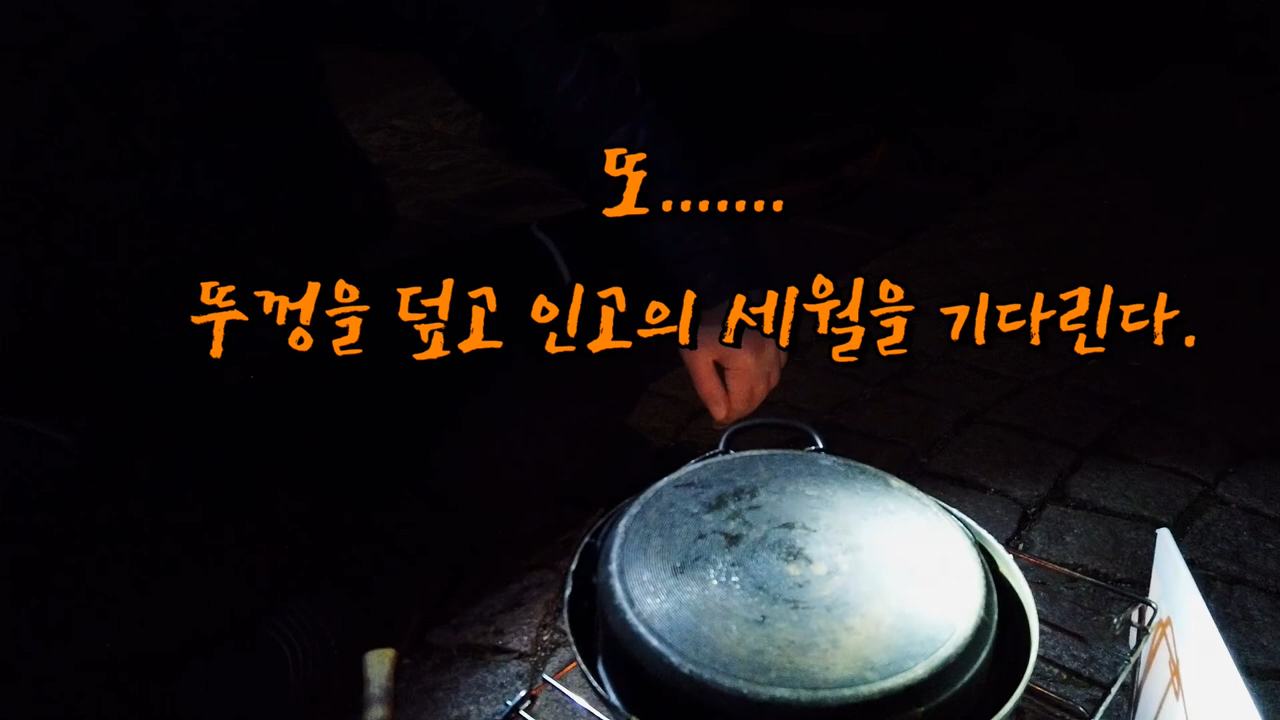 또.......
뚜껑을 덮고 인고의 세월을 기다린다.